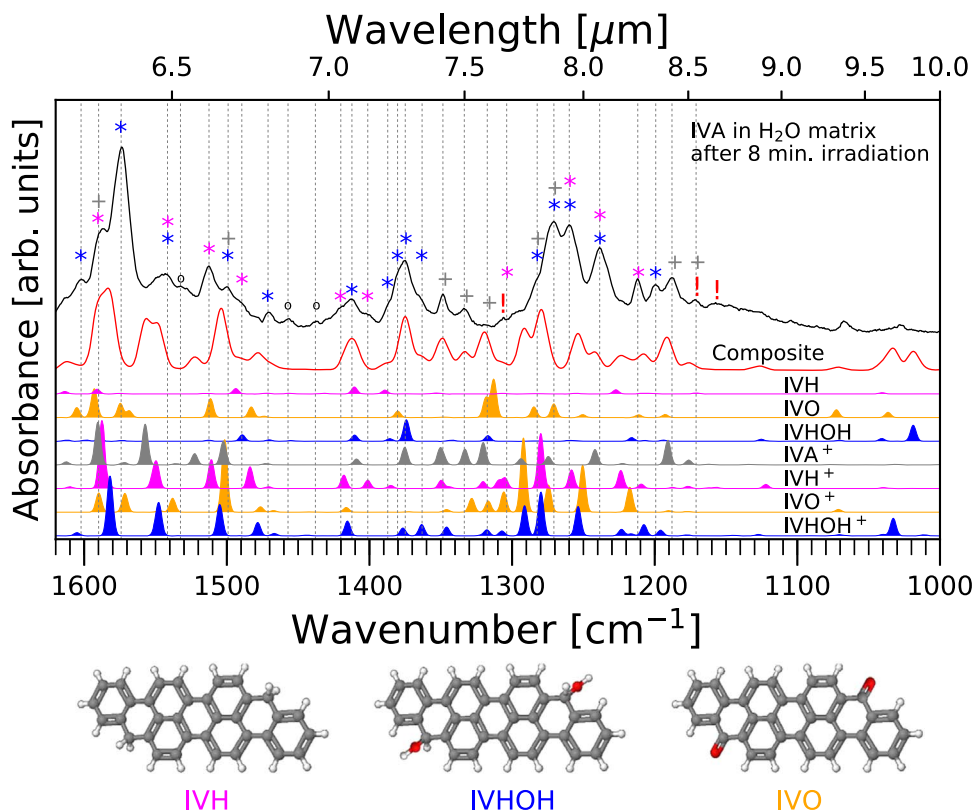 Wavelength [μm]
6.5 7.0 7.5 8.0 8.5 9.0 9.5 10.0
IVA in H₂O matrix
after 8 min. irradiation
Absorbance [arb. units]
Composite
IVH
IVO
IVHOH
IVA⁺
IVH⁺
IVO⁺
IVHOH⁺
1600 1500 1400 1300 1200 1100 1000
Wavenumber [cm⁻¹]
IVH IVHOH IVO